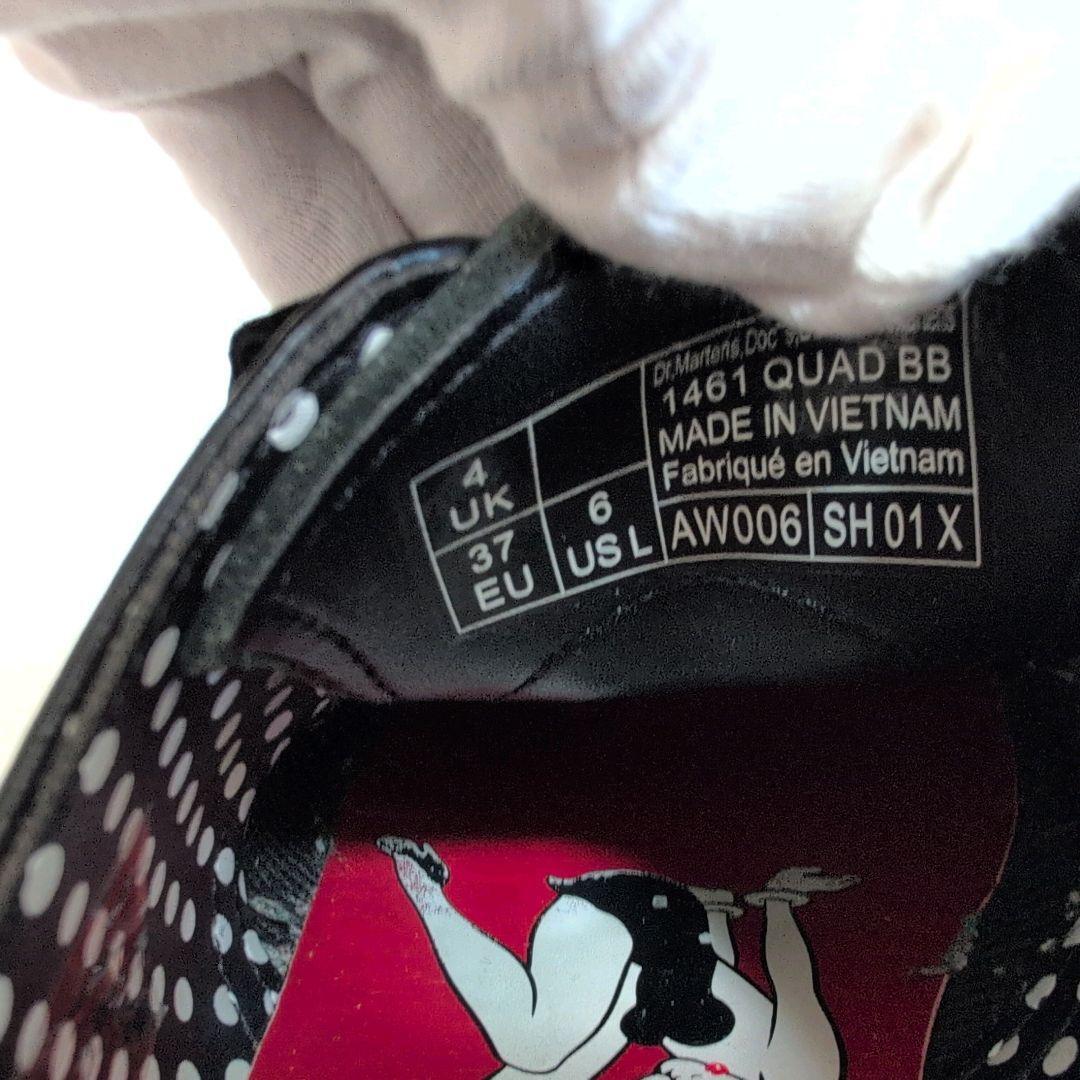 Dr.Martens,Doc
1461 QUAD BB
MADE IN VIETNAM
Fabriqué en Vietnam
4
UK
37
EU
6
US L
AW006
SH 01 X